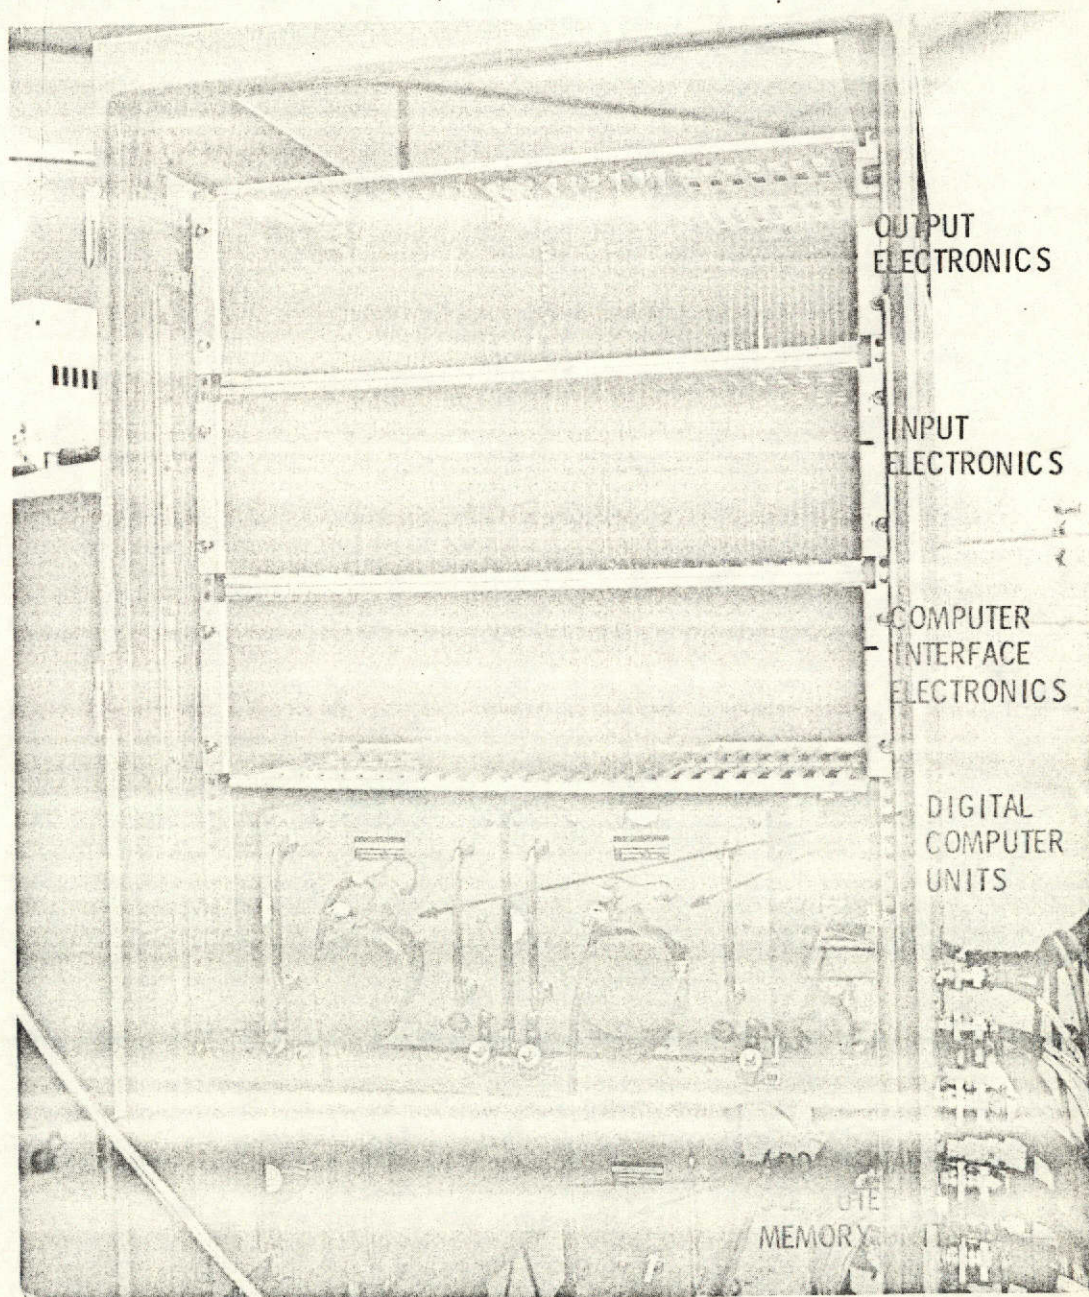 OUTPUT
ELECTRONICS
INPUT
ELECTRONICS
COMPUTER
INTERFACE
ELECTRONICS
DIGITAL
COMPUTER
UNITS
MEMORY